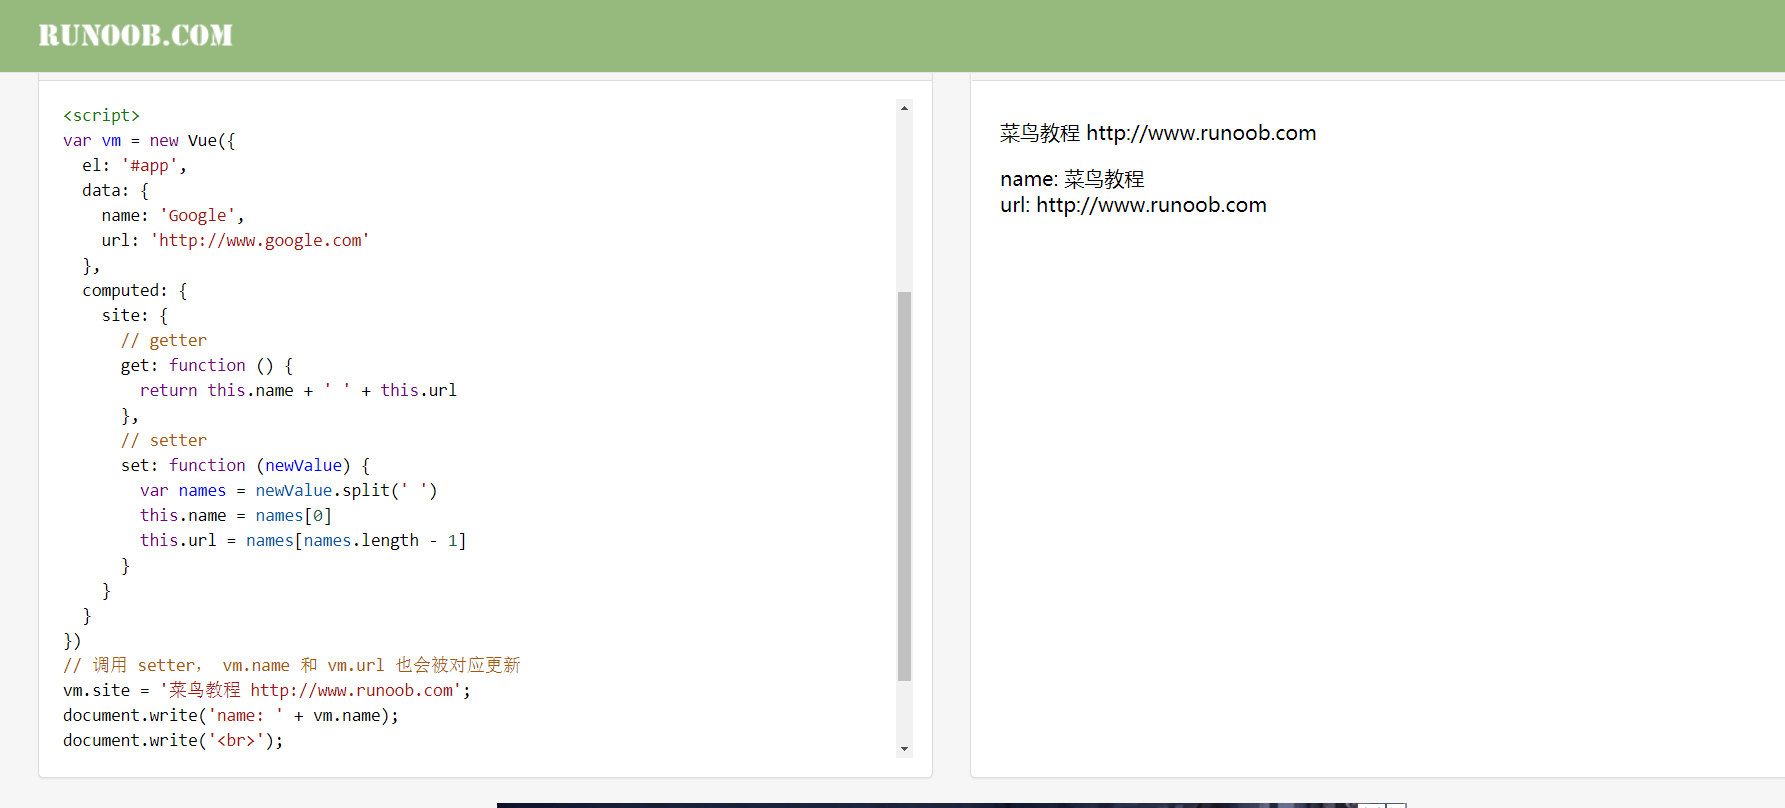 RUNOOB.COM
<script>
var vm = new Vue({
  el: '#app',
  data: {
    name: 'Google',
    url: 'http://www.google.com'
  },
  computed: {
    site: {
      // getter
      get: function () {
        return this.name + ' ' + this.url
      },
      // setter
      set: function (newValue) {
        var names = newValue.split(' ')
        this.name = names[0]
        this.url = names[names.length - 1]
      }
    }
  }
})
// 调用 setter， vm.name 和 vm.url 也会被对应更新
vm.site = '菜鸟教程 http://www.runoob.com';
document.write('name: ' + vm.name);
document.write('<br>');
菜鸟教程 http://www.runoob.com
name: 菜鸟教程
url: http://www.runoob.com